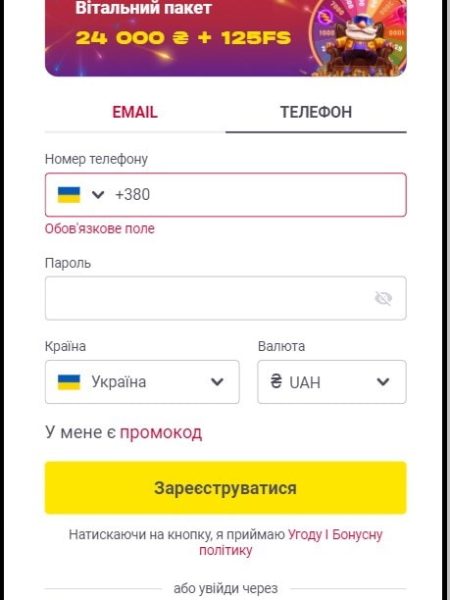 Вітальний пакет
24 000 ₴ + 125FS
EMAIL
ТЕЛЕФОН
Номер телефону
+380
Обов'язкове поле
Пароль
Країна
Валюта
Україна
₴ UAH
У мене є промокод
Зареєструватися
Натискаючи на кнопку, я приймаю Угоду І Бонусну
політику
або увійди через